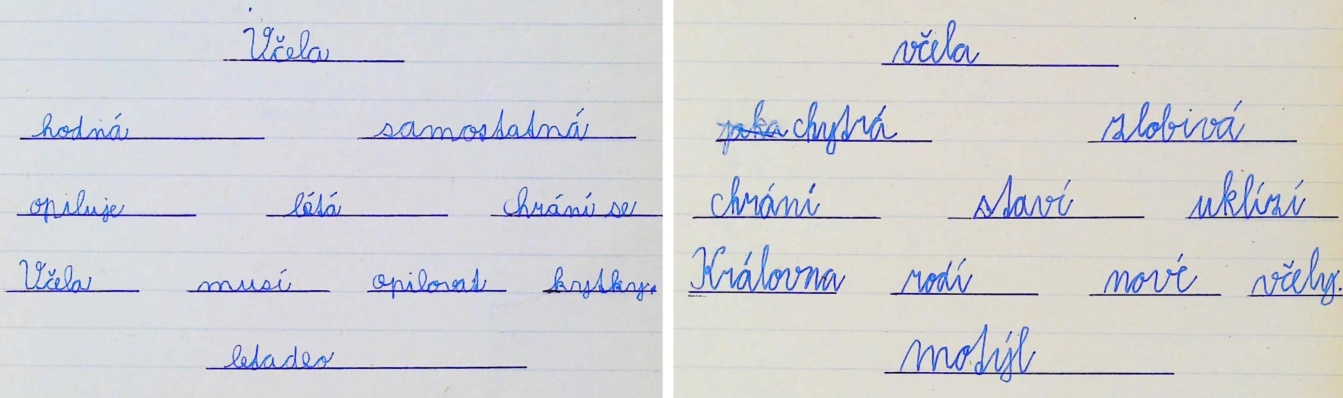 Včela
hodná samostatná
opiluje létá chrání se
Včela musí opilovat kytky.
letadlo
včela
chytrá zlobivá
chrání staví uklízí
Královna rodí nové včely.
motýl